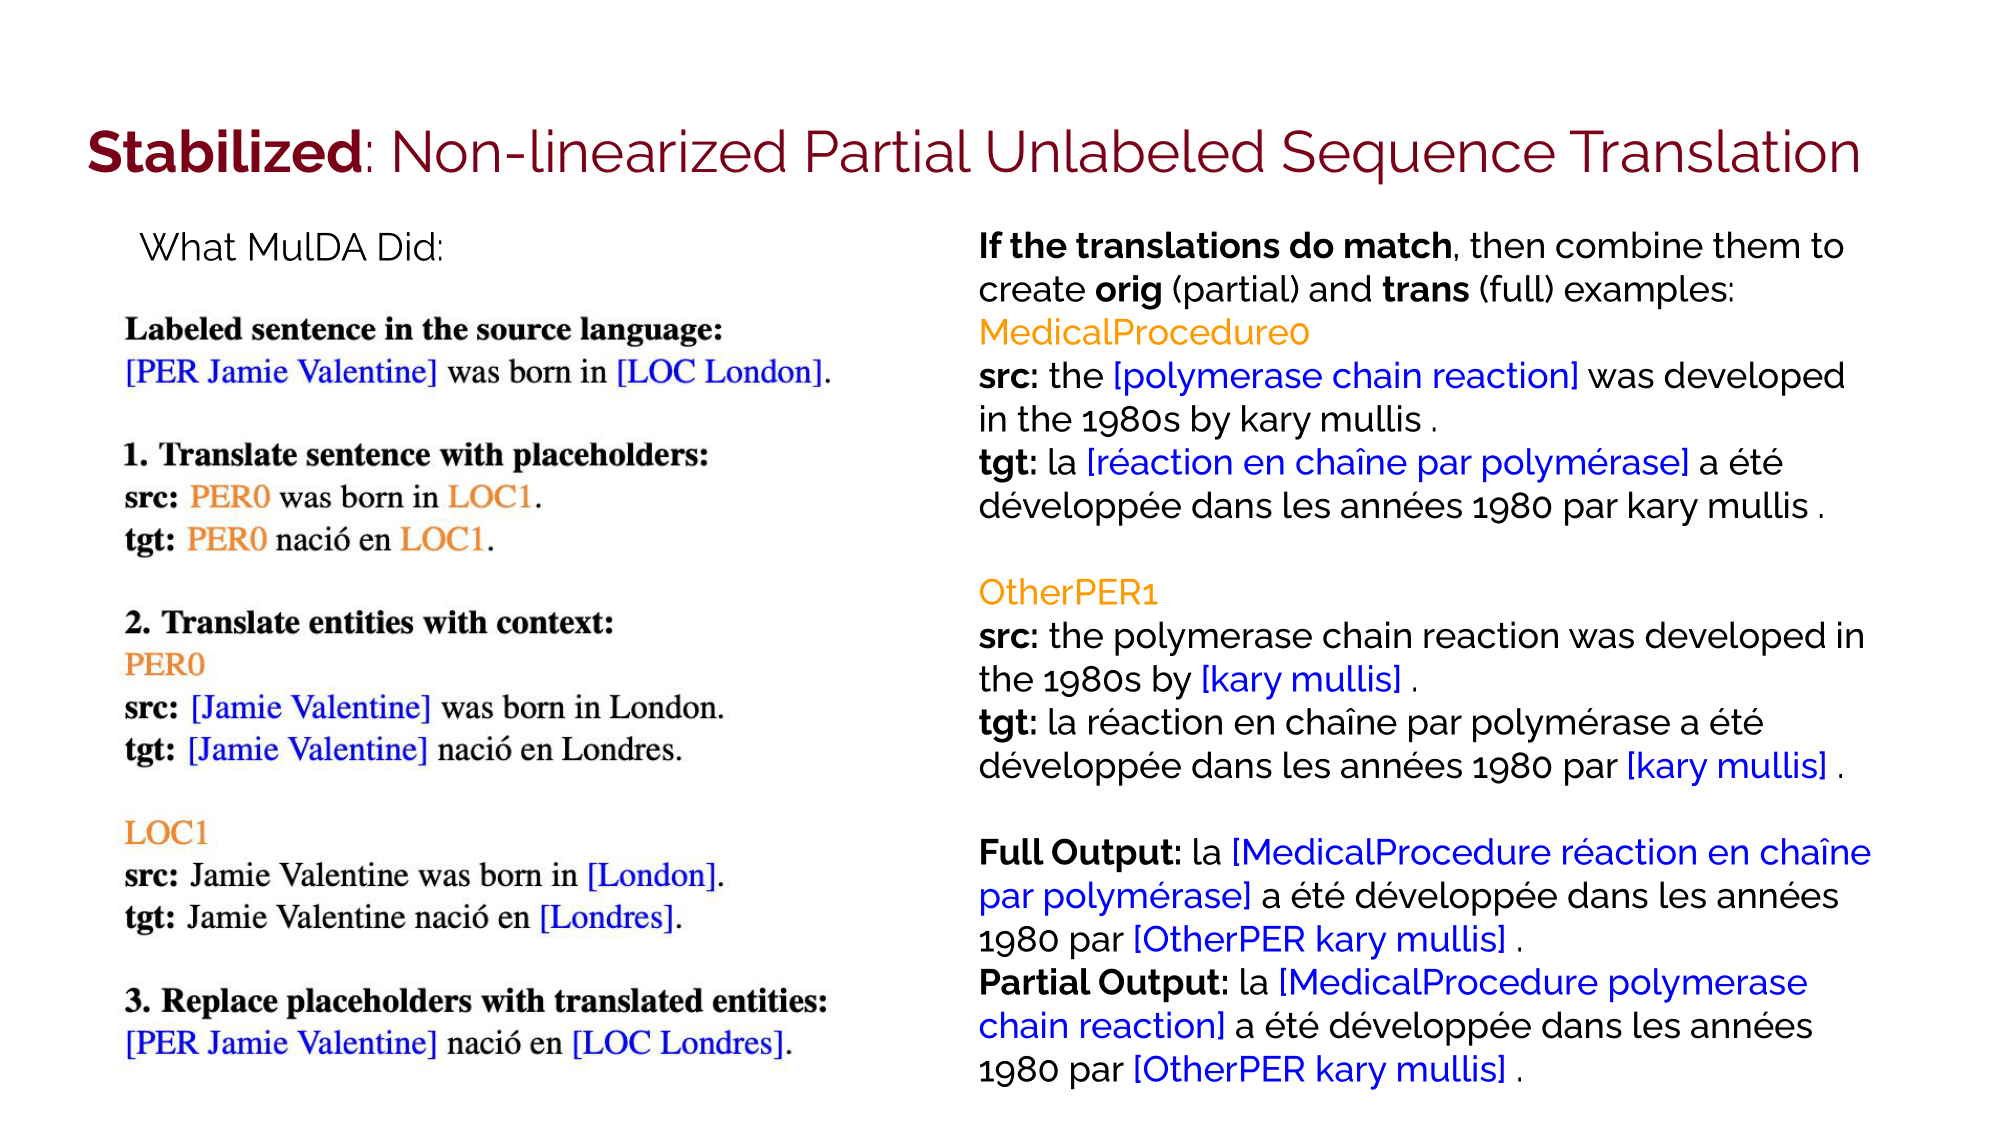 Stabilized: Non-linearized Partial Unlabeled Sequence Translation
What MulDA Did:
Labeled sentence in the source language:
[PER Jamie Valentine] was born in [LOC London].
1. Translate sentence with placeholders:
src: PER0 was born in LOC1.
tgt: PER0 nació en LOC1.
2. Translate entities with context:
PER0
src: [Jamie Valentine] was born in London.
tgt: [Jamie Valentine] nació en Londres.
LOC1
src: Jamie Valentine was born in [London].
tgt: Jamie Valentine nació en [Londres].
3. Replace placeholders with translated entities:
[PER Jamie Valentine] nació en [LOC Londres].
If the translations do match, then combine them to
create orig (partial) and trans (full) examples:
MedicalProcedure0
src: the [polymerase chain reaction] was developed
in the 1980s by kary mullis .
tgt: la [réaction en chaîne par polymérase] a été
développée dans les années 1980 par kary mullis .
OtherPER1
src: the polymerase chain reaction was developed in
the 1980s by [kary mullis] .
tgt: la réaction en chaîne par polymérase a été
développée dans les années 1980 par [kary mullis] .
Full Output: la [MedicalProcedure réaction en chaîne
par polymérase] a été développée dans les années
1980 par [OtherPER kary mullis] .
Partial Output: la [MedicalProcedure polymerase
chain reaction] a été développée dans les années
1980 par [OtherPER kary mullis] .